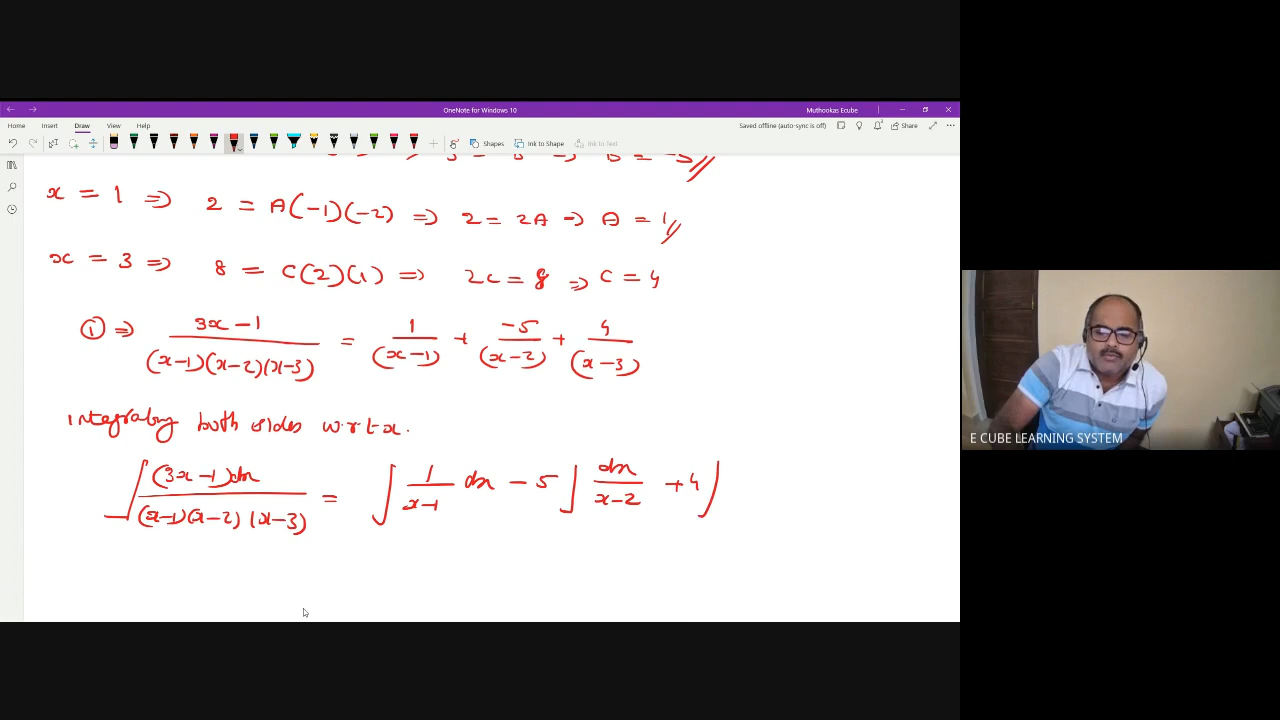 OneNote for Windows 10
Muthookas Ecube
Home Insert Draw View Help
Saved offline (auto-sync is off)
Share
Shapes
Ink to Shape
Ink to Text
x = 1 ⇒ 2 = A(-1)(-2) ⇒ 2 = 2A ⇒ A = 1//
x = 3 ⇒ 8 = C(2)(1) ⇒ 2C = 8 ⇒ C = 4
① ⇒ 3x-1/(x-1)(x-2)(x-3) = 1/(x-1) + -5/(x-2) + 4/(x-3)
integrating both sides w.r.t x.
∫ (3x-1)dx/(x-1)(x-2)(x-3) = ∫ 1/x-1 dx - 5∫ dx/x-2 + 4∫
E CUBE LEARNING SYSTEM